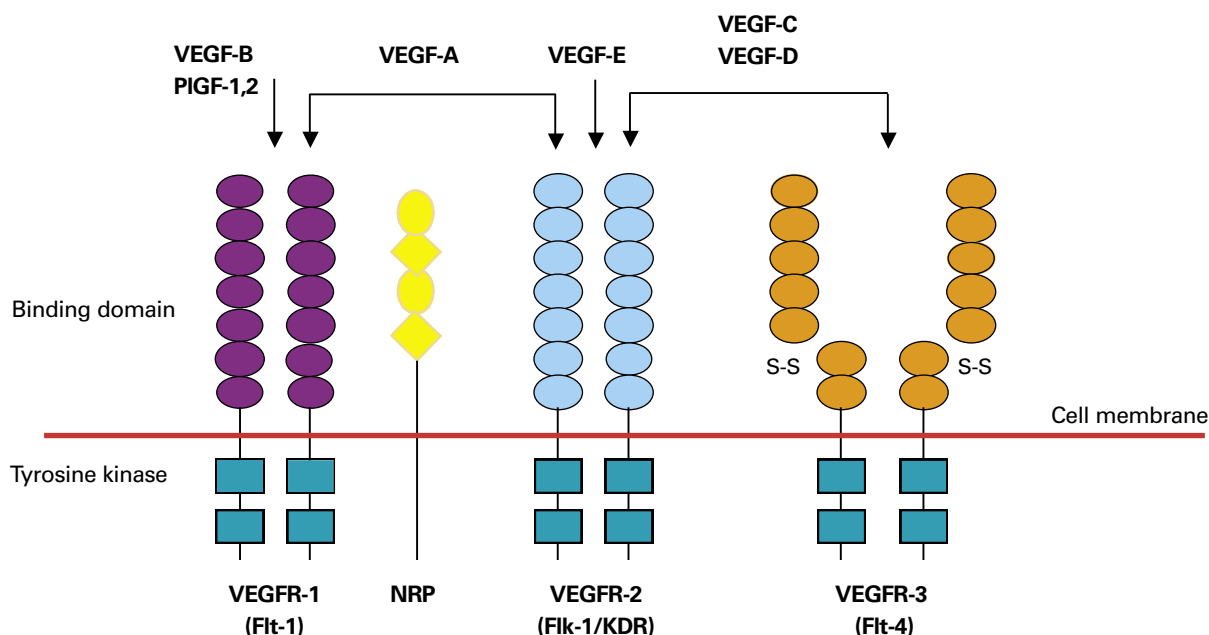 VEGF-B
PIGF-1,2
VEGF-A
VEGF-E
VEGF-C
VEGF-D
Binding domain
S-S
S-S
Cell membrane
Tyrosine kinase
VEGFR-1
(Flt-1)
NRP
VEGFR-2
(Flk-1/KDR)
VEGFR-3
(Flt-4)